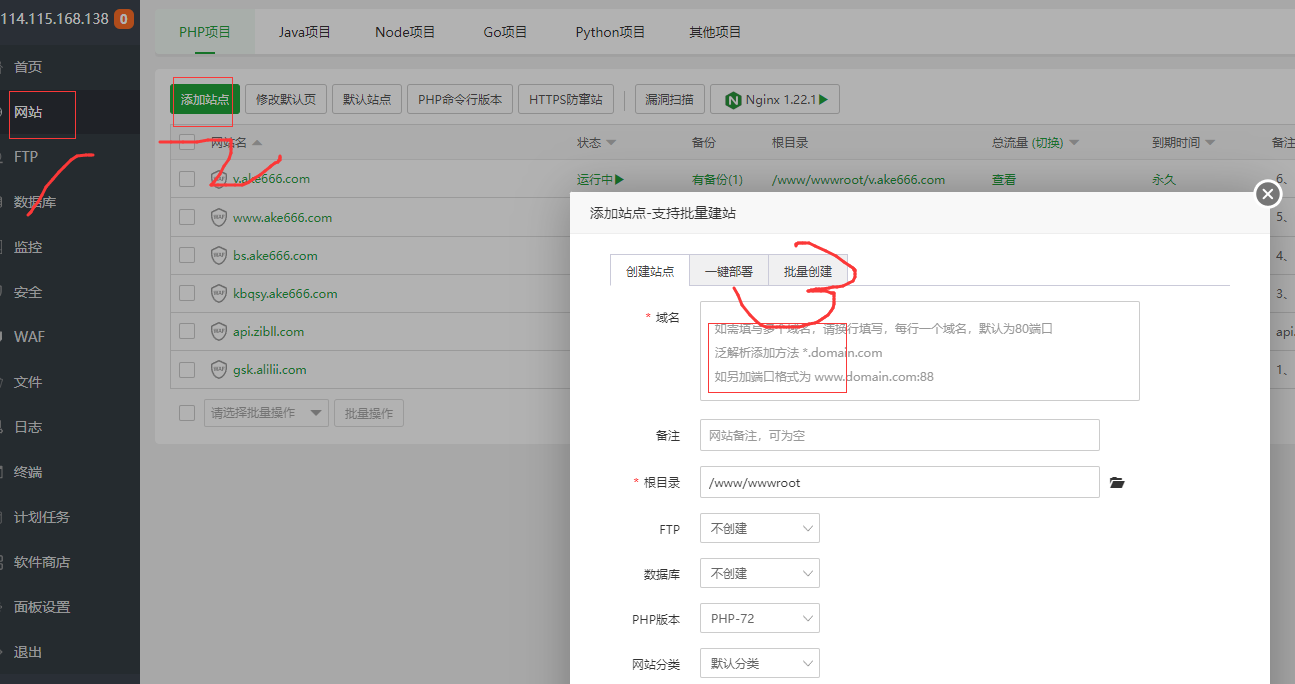 114.115.168.138 0
PHP项目 Java项目 Node项目 Go项目 Python项目 其他项目
首页
网站
FTP
数据库
监控
安全
WAF
文件
日志
终端
计划任务
软件商店
面板设置
退出
添加站点 修改默认页 默认站点 PHP命令行版本 HTTPS防窜站 漏洞扫描 Nginx 1.22.1
网站名 状态 备份 根目录 总流量 (切换) 到期时间 备注
v.ake666.com 运行中 有备份(1) /www/wwwroot/v.ake666.com 查看 永久 6、
www.ake666.com 5、
bs.ake666.com 4、
kbqsy.ake666.com 3、
api.zibll.com api.
gsk.alilii.com 1、
请选择批量操作 批量操作
添加站点-支持批量建站
创建站点 一键部署 批量创建
* 域名
如需填写多个域名，请换行填写，每行一个域名，默认为80端口
泛解析添加方法 *.domain.com
如另加端口格式为 www.domain.com:88
备注 网站备注，可为空
* 根目录 /www/wwwroot
FTP 不创建
数据库 不创建
PHP版本 PHP-72
网站分类 默认分类